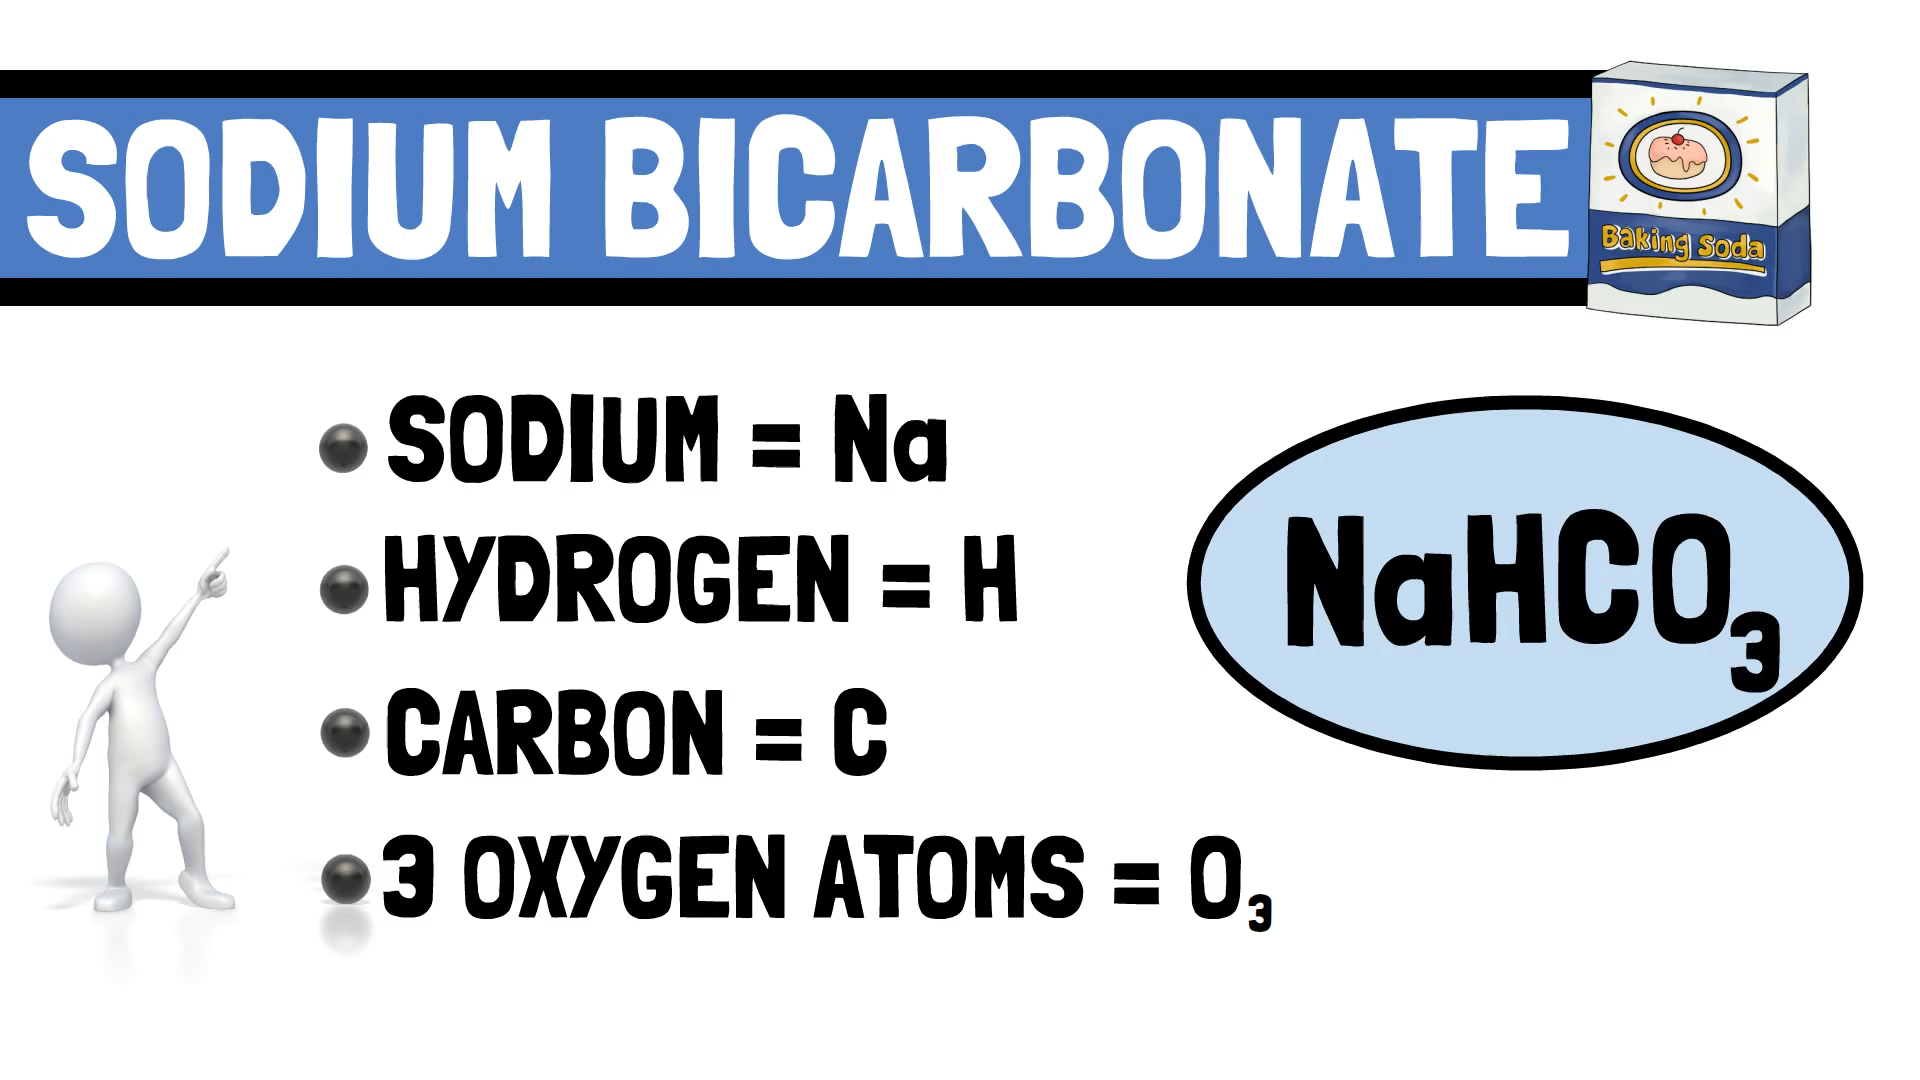 SODIUM BICARBONATE
Baking Soda
SODIUM = Na
HYDROGEN = H
CARBON = C
3 OXYGEN ATOMS = O₃
NaHCO₃